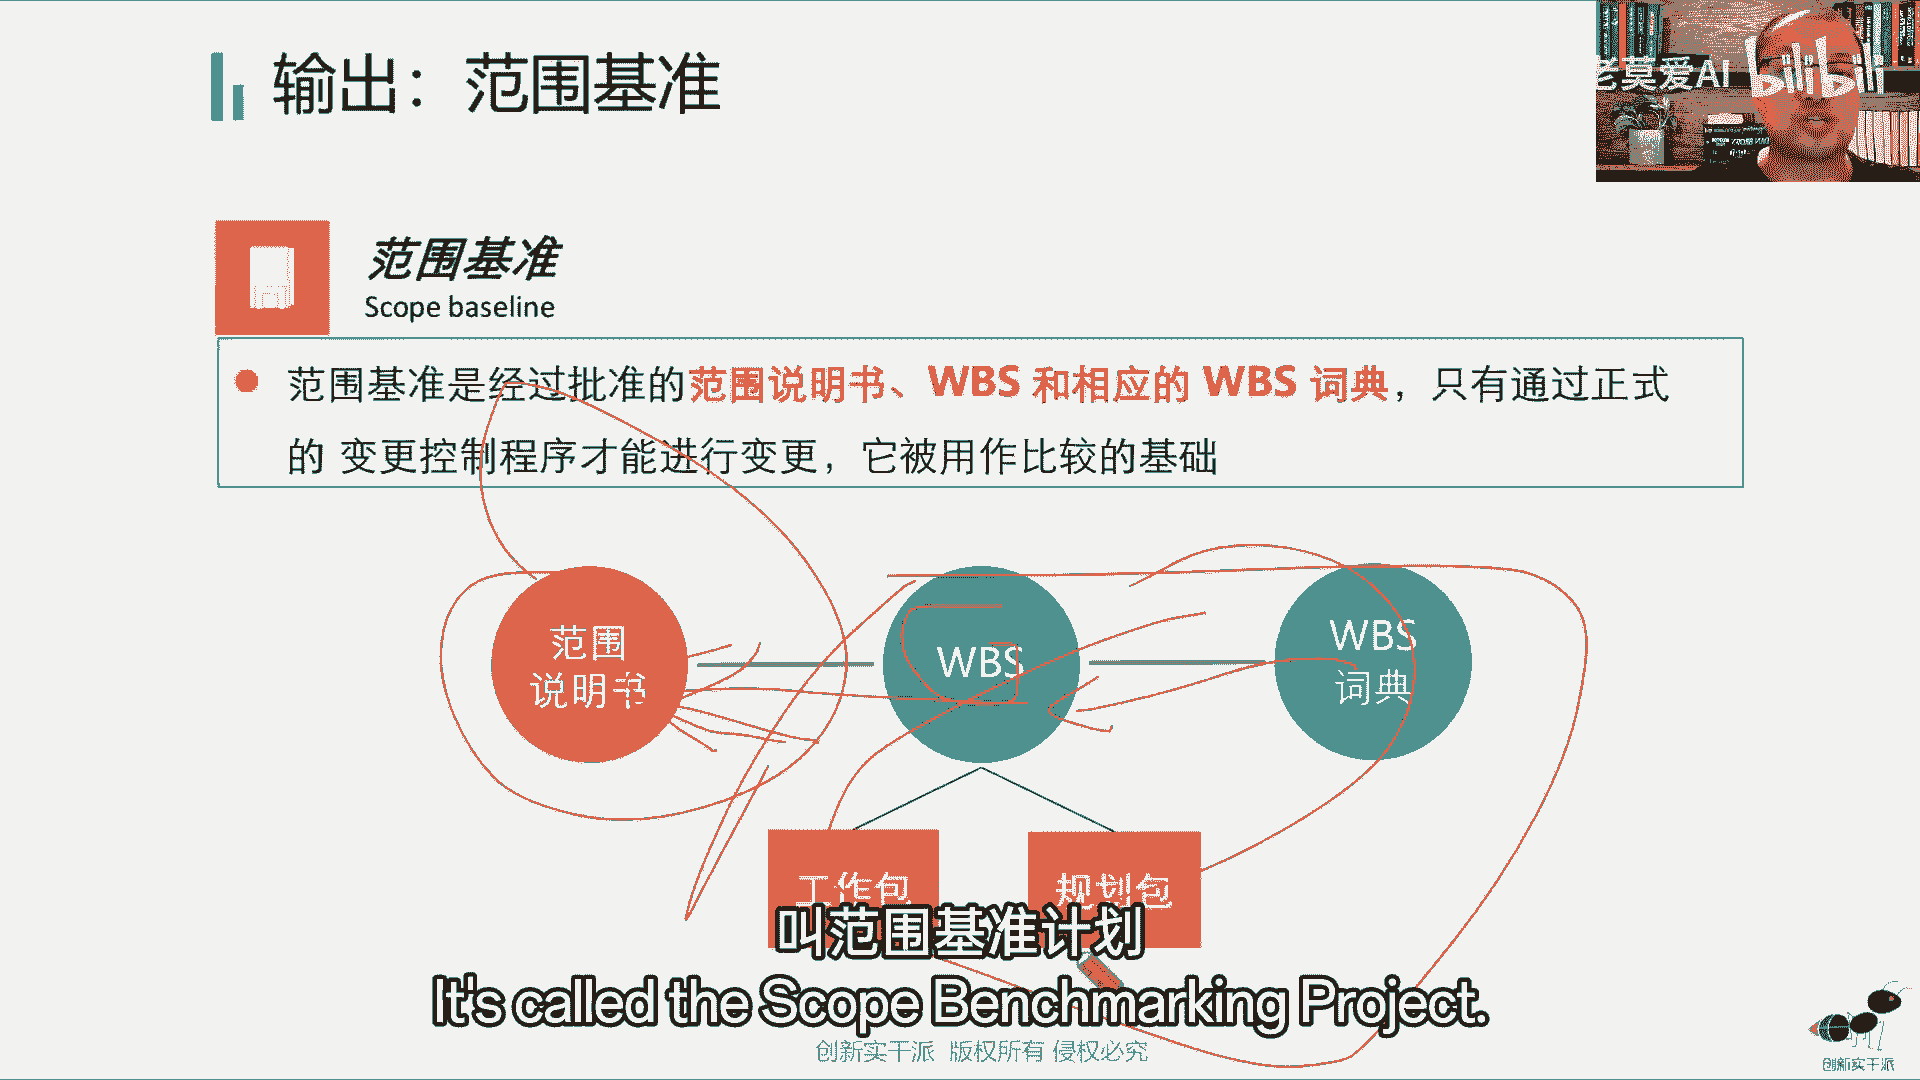 输出：范围基准
老莫爱AI
bilibili
范围基准
Scope baseline
范围基准是经过批准的范围说明书、WBS 和相应的 WBS 词典，只有通过正式
的 变更控制程序才能进行变更，它被用作比较的基础
范围
说明书
WBS
WBS
词典
工作包
规划包
叫范围基准计划
It's called the Scope Benchmarking Project.
创新实干派 版权所有 侵权必究
创新实干派